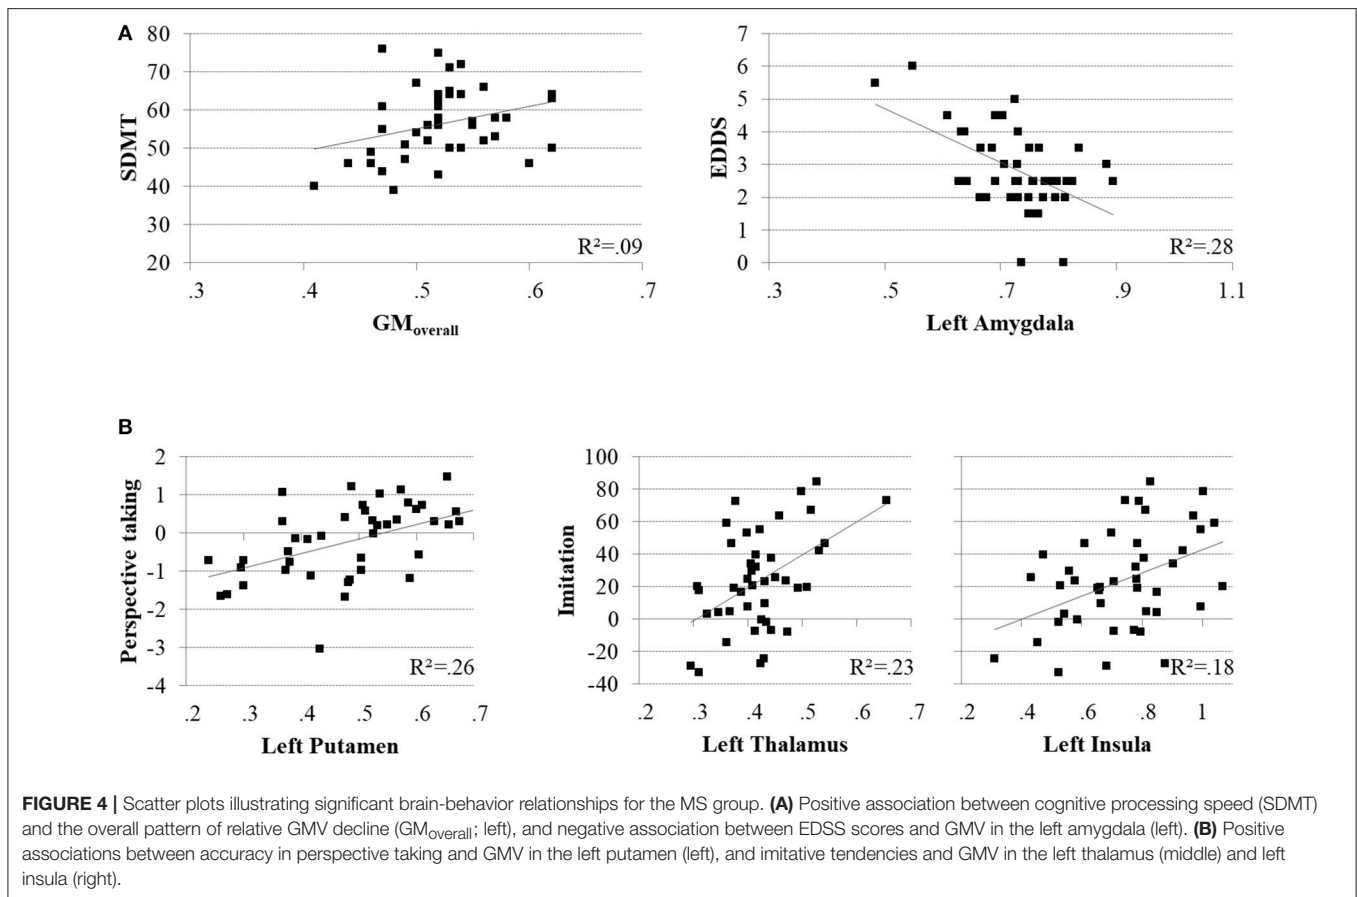 A
80
70
60
50
40
30
20
SDMT
R²=.09
.3 .4 .5 .6 .7
GMoverall
7
6
5
4
3
2
1
0
EDDS
R²=.28
.3 .5 .7 .9 1.1
Left Amygdala
B
2
1
0
-1
-2
-3
-4
Perspective taking
R²=.26
.2 .3 .4 .5 .6 .7
Left Putamen
100
80
60
40
20
0
-20
-40
Imitation
R²=.23
.2 .3 .4 .5 .6 .7
Left Thalamus
R²=.18
.2 .4 .6 .8 1
Left Insula
FIGURE 4 | Scatter plots illustrating significant brain-behavior relationships for the MS group. (A) Positive association between cognitive processing speed (SDMT)
and the overall pattern of relative GMV decline (GMoverall; left), and negative association between EDSS scores and GMV in the left amygdala (left). (B) Positive
associations between accuracy in perspective taking and GMV in the left putamen (left), and imitative tendencies and GMV in the left thalamus (middle) and left
insula (right).